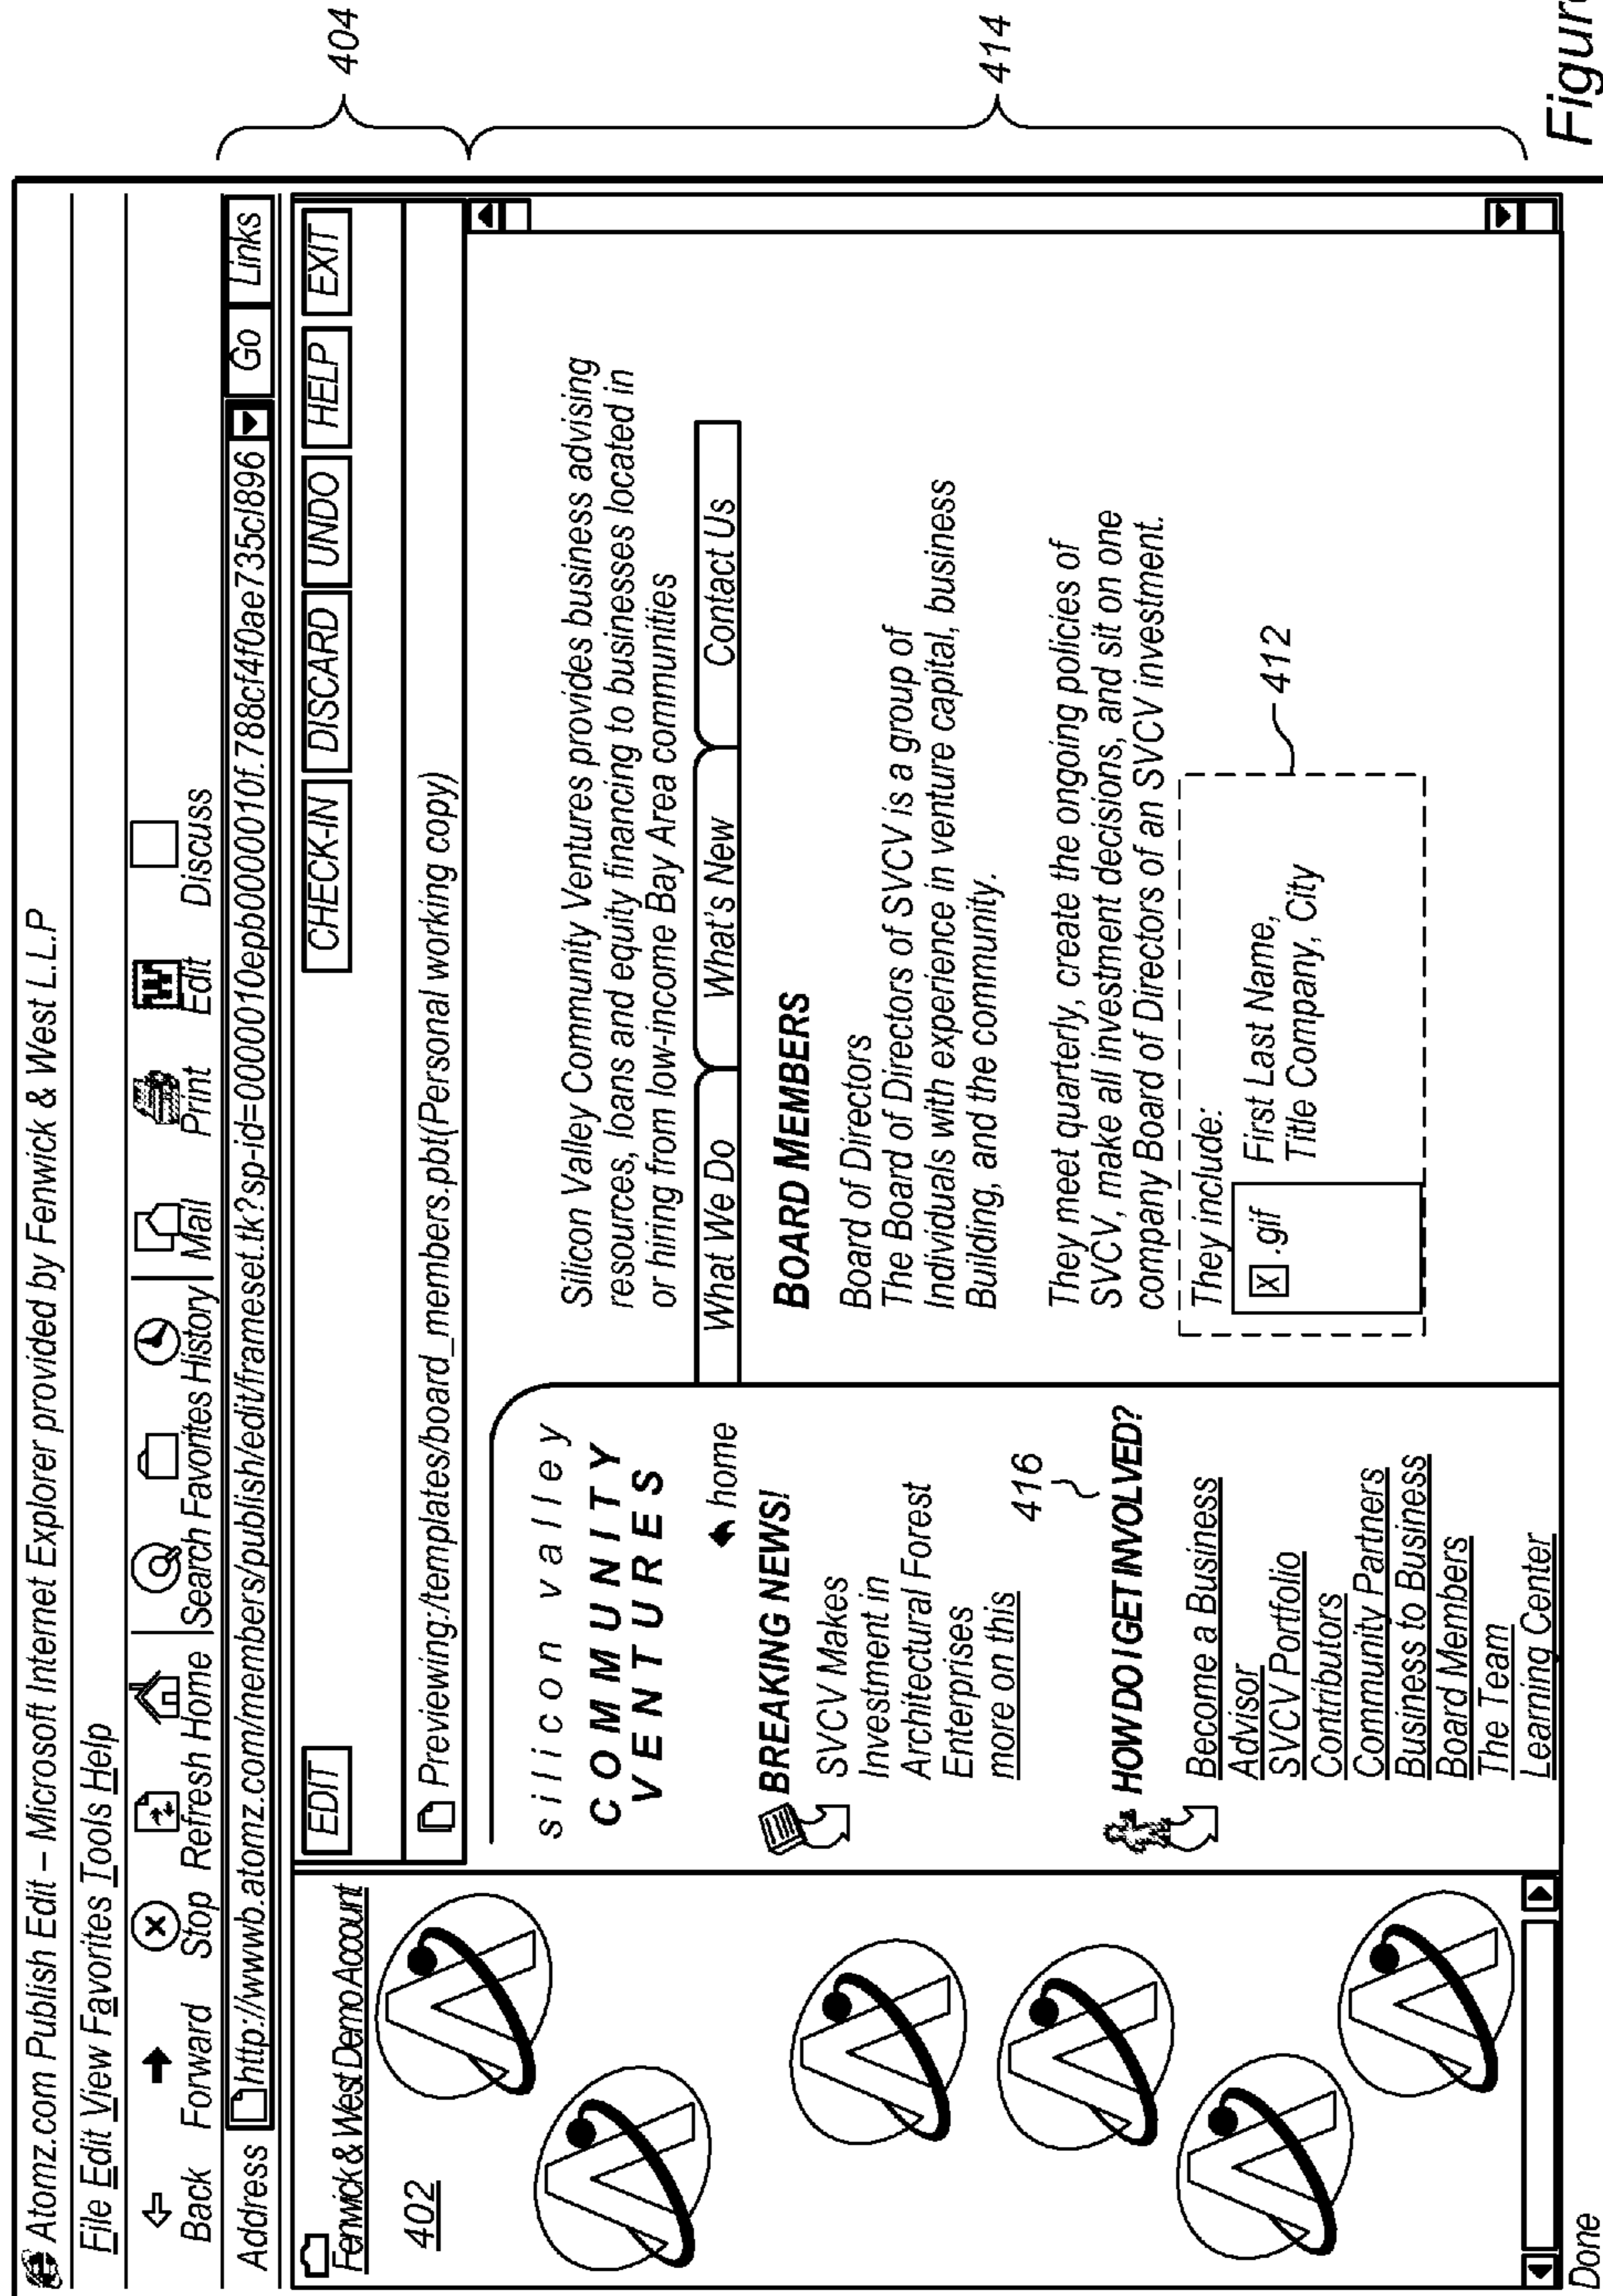 Atomz.com Publish Edit – Microsoft Internet Explorer provided by Fenwick & West L.L.P
File Edit View Favorites Tools Help
Back Forward Stop Refresh Home Search Favorites History Mail Print Edit Discuss
Address http://wwwb.atomz.com/members/publish/edit/frameset.tk?sp-id=000010epb0000010f.788cf4f0ae735cl896 Go Links
404
Fenwick & West Demo Account
402
EDIT CHECK-IN DISCARD UNDO HELP EXIT
Previewing:/templates/board_members.pbt(Personal working copy)
414
silicon valley
COMMUNITY
VENTURES
home
BREAKING NEWS!
SVCV Makes
Investment in
Architectural Forest
Enterprises
more on this
416
HOW DO I GET INVOLVED?
Become a Business
Advisor
SVCV Portfolio
Contributors
Community Partners
Business to Business
Board Members
The Team
Learning Center
Silicon Valley Community Ventures provides business advising
resources, loans and equity financing to businesses located in
or hiring from low-income Bay Area communities
What We Do What's New Contact Us
BOARD MEMBERS
Board of Directors
The Board of Directors of SVCV is a group of
Individuals with experience in venture capital, business
Building, and the community.
They meet quarterly, create the ongoing policies of
SVCV, make all investment decisions, and sit on one
company Board of Directors of an SVCV investment.
They include:
X .gif
First Last Name,
Title Company, City
412
Done
Figure